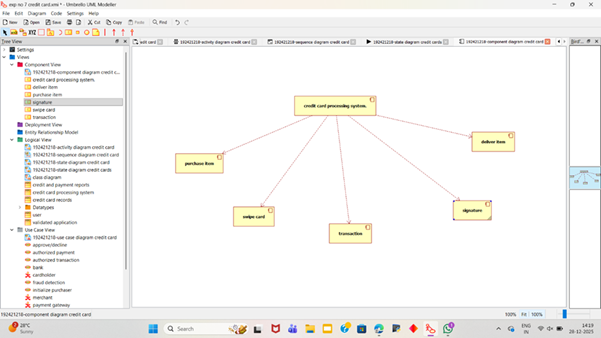 exp no 7 credit card.xmi * - Umbrello UML Modeller
File Edit Diagram Code Settings Help
New Open Save Cut Copy Paste Find
edit card 192421218-activity diagram credit card 192421218-sequence diagram credit card 192421218-state diagram credit cards 192421218-component diagram credit card
Tree View
Settings
Views
Component View
192421218-component diagram credit c...
credit card processing system.
deliver item
purchase item
signature
swipe card
transaction
Deployment View
Entity Relationship Model
Logical View
192421218-activity diagram credit card
192421218-sequence diagram credit card
192421218-state diagram credit card
192421218-state diagram credit cards
class diagram
credit and payment reports
credit card processing system
credit card records
Datatypes
user
validated application
Use Case View
192421218-use case diagram credit card
approve/decline
authorized payment
authorized transaction
bank
cardholder
fraud detection
initialize purchaser
merchant
payment gateway
credit card processing system.
deliver item
purchase item
signature
swipe card
transaction
192421218-component diagram credit card
100% Fit 100%
28°C
Sunny
Search
ENG
IN
14:13
20-12-2025